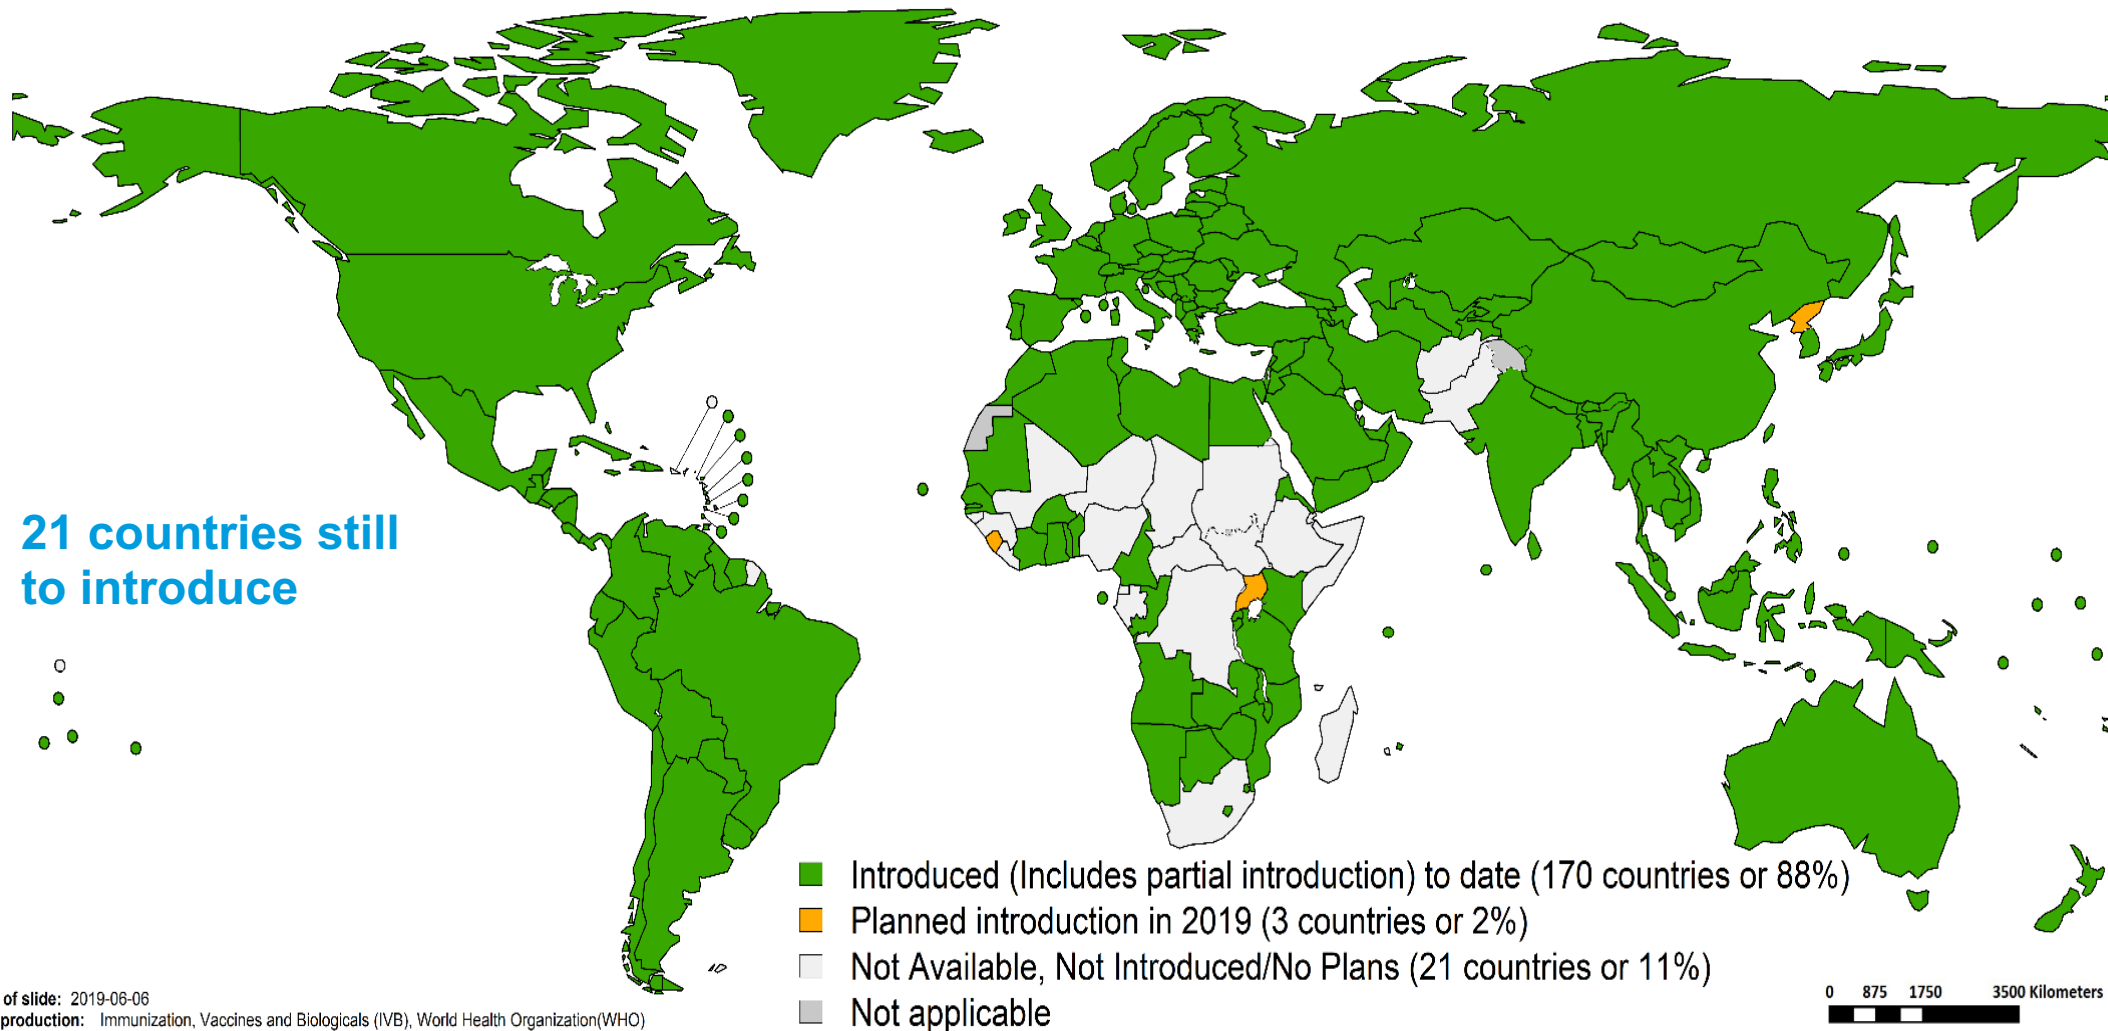 21 countries still
to introduce
Introduced (Includes partial introduction) to date (170 countries or 88%)
Planned introduction in 2019 (3 countries or 2%)
Not Available, Not Introduced/No Plans (21 countries or 11%)
Not applicable
0 875 1750 3500 Kilometers
of slide: 2019-06-06
production: Immunization, Vaccines and Biologicals (IVB), World Health Organization(WHO)